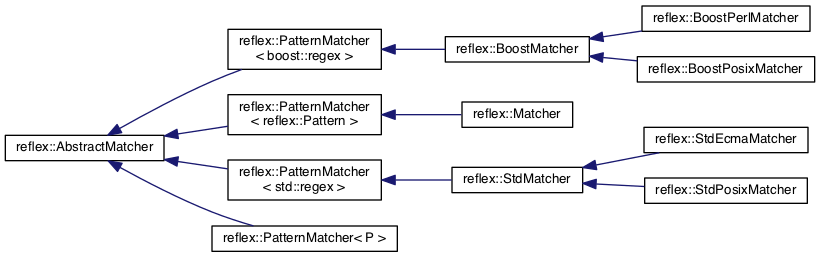 reflex::BoostPerlMatcher
reflex::PatternMatcher
< boost::regex >
reflex::BoostMatcher
reflex::BoostPosixMatcher
reflex::PatternMatcher
< reflex::Pattern >
reflex::Matcher
reflex::AbstractMatcher
reflex::StdEcmaMatcher
reflex::PatternMatcher
< std::regex >
reflex::StdMatcher
reflex::StdPosixMatcher
reflex::PatternMatcher< P >